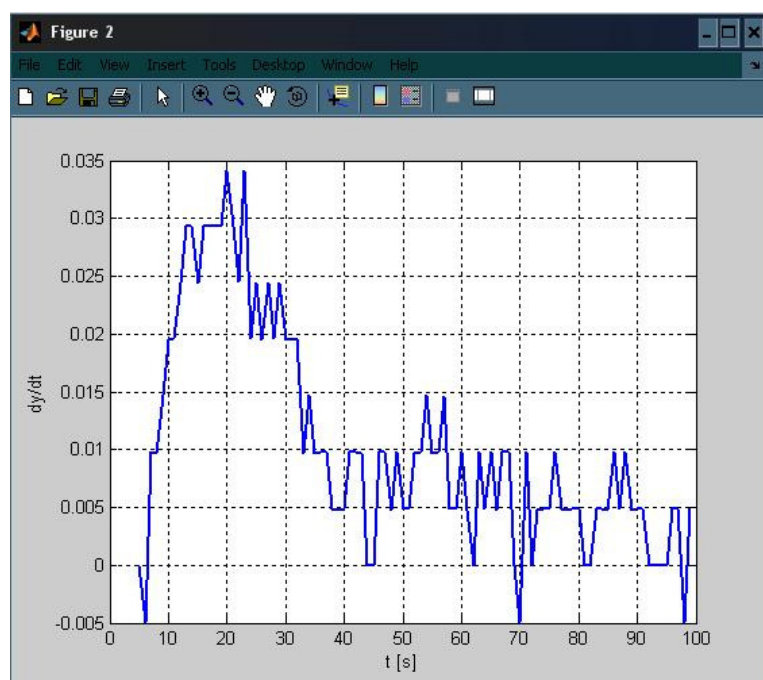 Figure 2
File Edit View Insert Tools Desktop Window Help
0.035
0.03
0.025
0.02
0.015
0.01
0.005
0
-0.005
dy/dt
0 10 20 30 40 50 60 70 80 90 100
t [s]